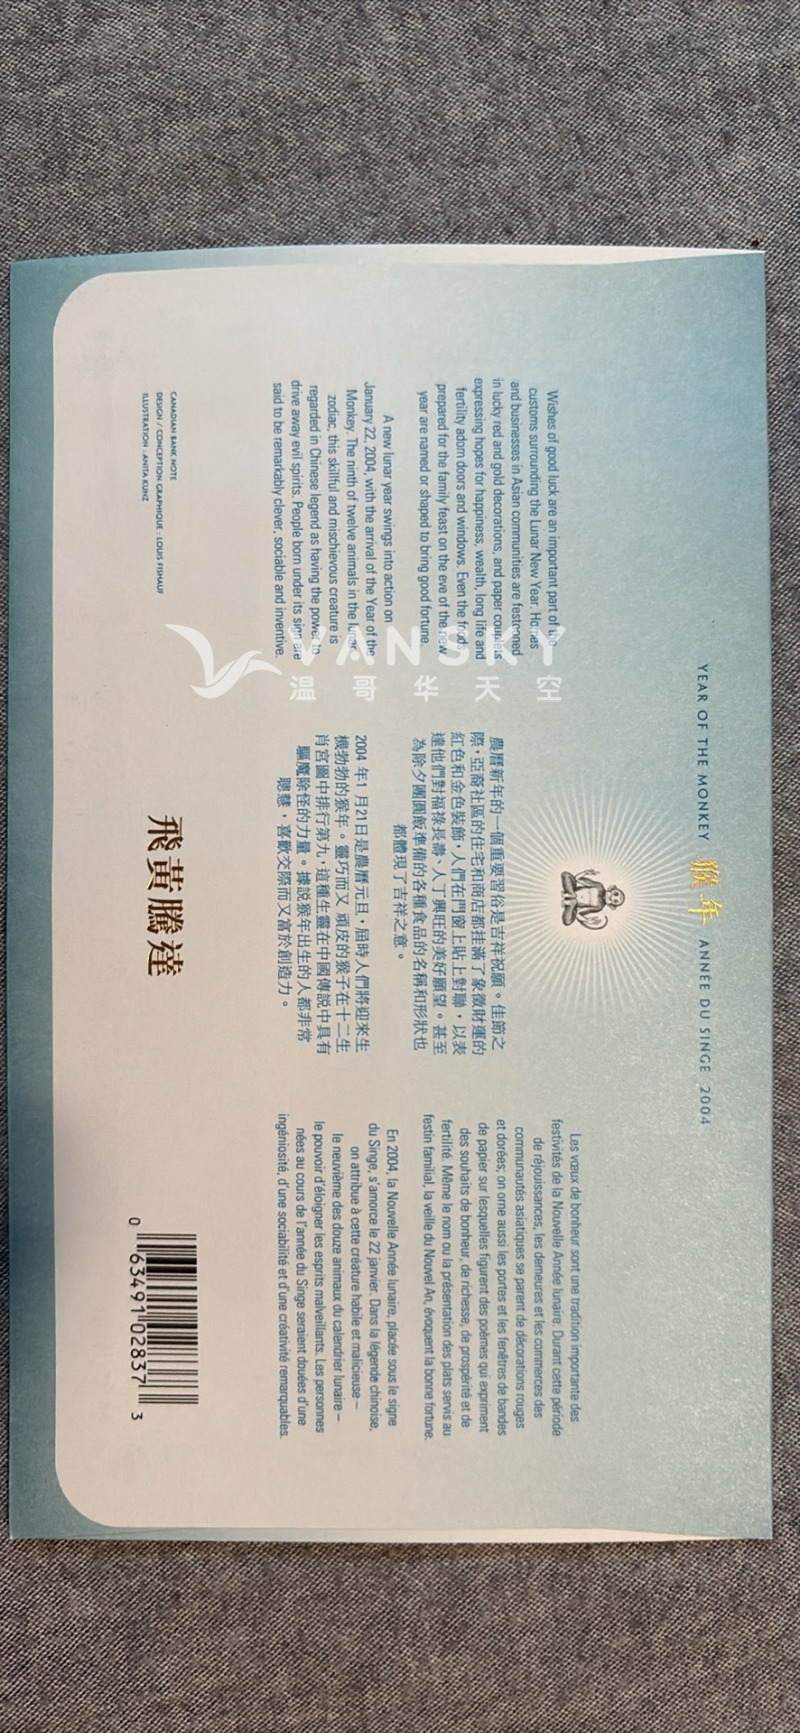 YEAR OF THE MONKEY 猴年 ANNÉE DU SINGE 2004
Wishes of good luck are an important part of the
customs surrounding the Lunar New Year. Homes
and businesses in Asian communities are festooned
in lucky red and gold decorations, and paper couplets
expressing hopes for happiness, wealth, long life and
fertility adorn doors and windows. Even the foods
prepared for the family feast on the eve of the new
year are named or shaped to bring good fortune.
A new lunar year swings into action on
January 22, 2004, with the arrival of the Year of the
Monkey. The ninth of twelve animals in the lunar
zodiac, this skillful and mischievous creature is
regarded in Chinese legend as having the power to
drive away evil spirits. People born under its sign are
said to be remarkably clever, sociable and inventive.
農曆新年的一個重要習俗是吉祥祝願。佳節之
際，亞裔社區的住宅和商店都挂滿了象徵財運的
紅色和金色裝飾，人們在門窗上貼上對聯，以表
達他們對福祿長壽、人丁興旺的美好願望。甚至
為除夕團圓飯準備的各種食品的名稱和形狀也
都體現了吉祥之意。
2004 年1 月21日是農曆元旦，屆時人們將迎來生
機勃勃的猴年。靈巧而又 頑皮的猴子在十二生
肖宮圖中排行第九，這種生靈在中國傳説中具有
驅魔除怪的力量。據説猴年出生的人都非常
聰慧，喜歡交際而又富於創造力。
Les vœux de bonheur sont une tradition importante des
festivités de la Nouvelle Année lunaire. Durant cette période
de réjouissances, les demeures et les commerces des
communautés asiatiques se parent de décorations rouges
et dorées; on orne aussi les portes et les fenêtres de bandes
de papier sur lesquelles figurent des poèmes qui expriment
des souhaits de bonheur, de richesse, de prospérité et de
fertilité. Même le nom ou la présentation des plats servis au
festin familial, la veille du Nouvel An, évoquent la bonne fortune.
En 2004, la Nouvelle Année lunaire, placée sous le signe
du Singe, s'amorce le 22 janvier. Dans la légende chinoise,
on attribue à cette créature habile et malicieuse –
le neuvième des douze animaux du calendrier lunaire –
le pouvoir d'éloigner les esprits malveillants. Les personnes
nées au cours de l'année du Singe seraient douées d'une
ingéniosité, d'une sociabilité et d'une créativité remarquables.
CANADIAN BANK NOTE
DESIGN / CONCEPTION GRAPHIQUE : LOUIS FISHAUF
ILLUSTRATION : ANITA KUNZ
飛黃騰達
0 63491 02837 3
VANSKY
温哥华天空